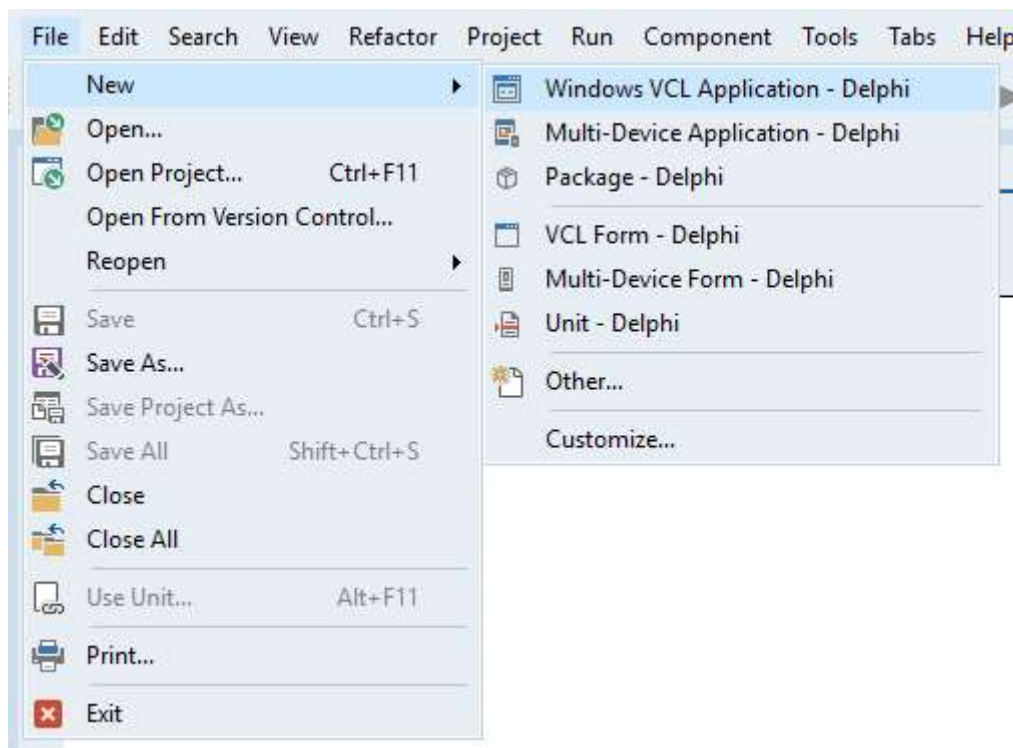 File Edit Search View Refactor Project Run Component Tools Tabs Help
New
Open...
Open Project... Ctrl+F11
Open From Version Control...
Reopen
Save Ctrl+S
Save As...
Save Project As...
Save All Shift+Ctrl+S
Close
Close All
Use Unit... Alt+F11
Print...
Exit
Windows VCL Application - Delphi
Multi-Device Application - Delphi
Package - Delphi
VCL Form - Delphi
Multi-Device Form - Delphi
Unit - Delphi
Other...
Customize...